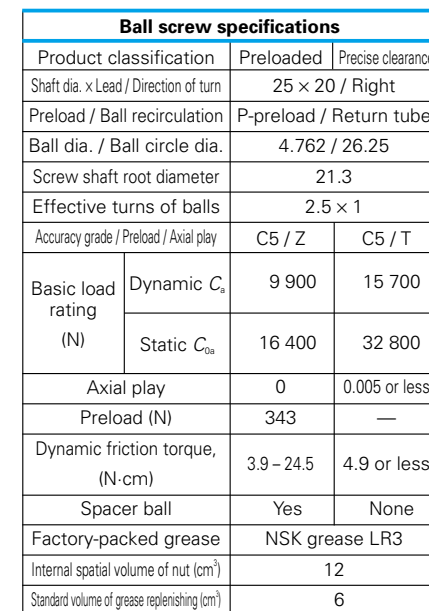 Ball screw specifications
Product classification Preloaded Precise clearance
Shaft dia. x Lead / Direction of turn 25 × 20 / Right
Preload / Ball recirculation P-preload / Return tube
Ball dia. / Ball circle dia. 4.762 / 26.25
Screw shaft root diameter 21.3
Effective turns of balls 2.5 × 1
Accuracy grade / Preload / Axial play C5 / Z C5 / T
Basic load rating (N) Dynamic Ca 9 900 15 700
Static C0a 16 400 32 800
Axial play 0 0.005 or less
Preload (N) 343 —
Dynamic friction torque, (N·cm) 3.9 – 24.5 4.9 or less
Spacer ball Yes None
Factory-packed grease NSK grease LR3
Internal spatial volume of nut (cm³) 12
Standard volume of grease replenishing (cm³) 6